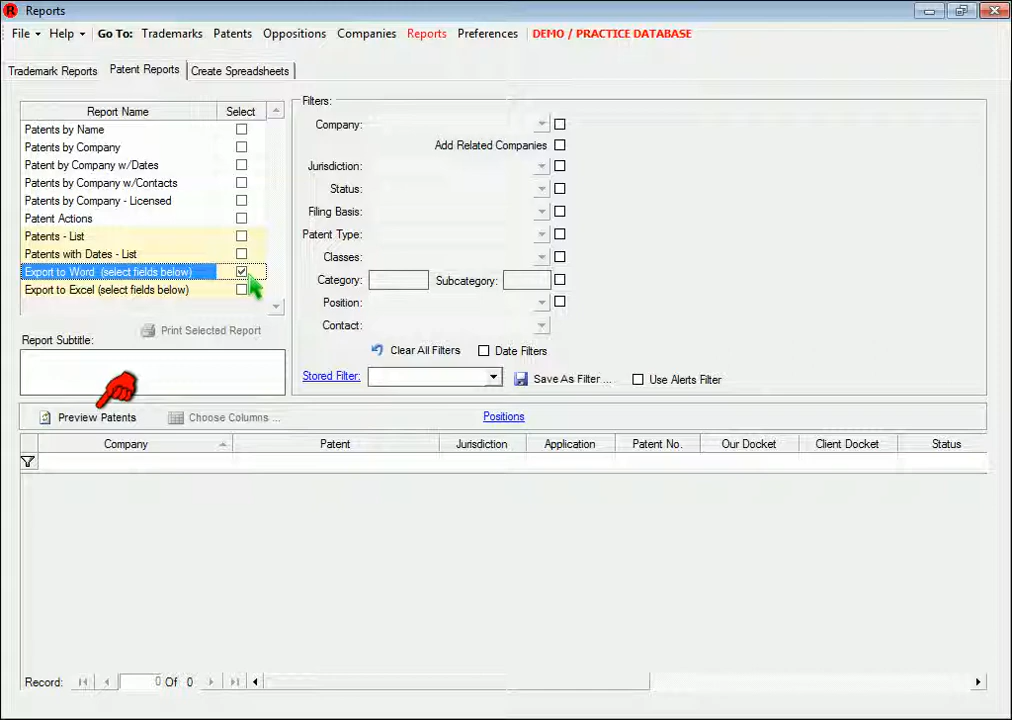 R Reports
File Help Go To: Trademarks Patents Oppositions Companies Reports Preferences DEMO / PRACTICE DATABASE
Trademark Reports Patent Reports Create Spreadsheets
Report Name Select
Patents by Name
Patents by Company
Patent by Company w/Dates
Patents by Company w/Contacts
Patents by Company - Licensed
Patent Actions
Patents - List
Patents with Dates - List
Export to Word (select fields below)
Export to Excel (select fields below)
Print Selected Report
Report Subtitle:
Filters:
Company:
Add Related Companies
Jurisdiction:
Status:
Filing Basis:
Patent Type:
Classes:
Category: Subcategory:
Position:
Contact:
Clear All Filters Date Filters
Stored Filter: Save As Filter ... Use Alerts Filter
Preview Patents Choose Columns ... Positions
Company Patent Jurisdiction Application Patent No. Our Docket Client Docket Status
Record: 0 Of 0